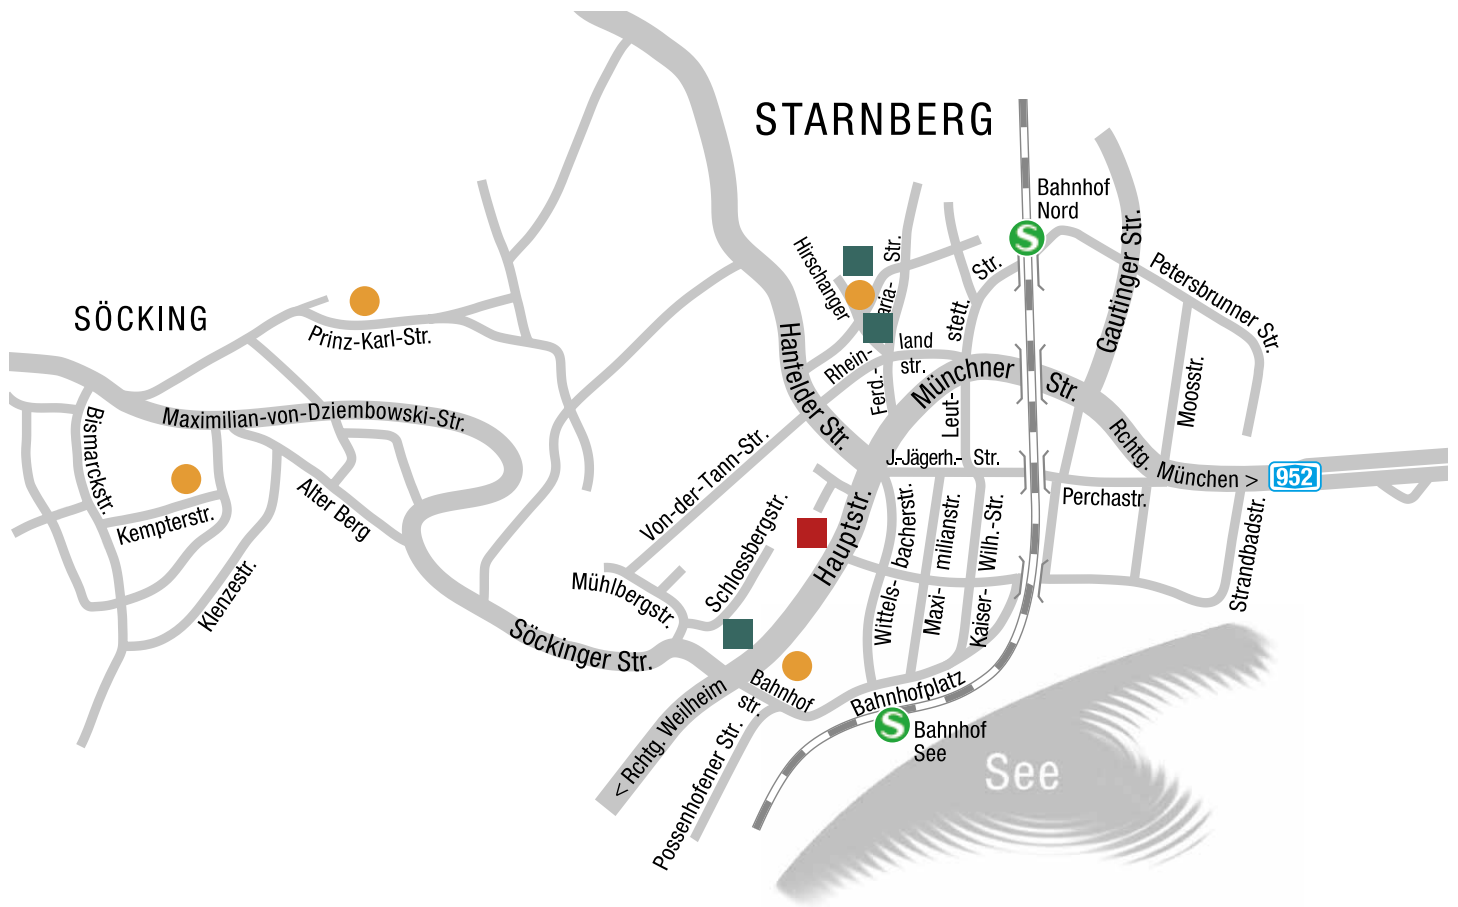 STARNBERG
Bahnhof
Nord
S
Gautinger Str.
Petersbrunner Str.
Hirschanger
Str.
aria-
Ferd.-
Str.
stett.
Leut-
SÖCKING
Prinz-Karl-Str.
Hanfelder Str.
Rhein-
land
str.
Münchner
Str.
Moosstr.
Maximilian-von-Dziembowski-Str.
Bismarckstr.
Rchtg.
München >
952
J.-Jägerh.- Str.
Perchastr.
Von-der-Tann-Str.
Kempterstr.
Alter Berg
Schlossbergstr.
Hauptstr.
Wittels-
bacherstr.
Maxi-
milianstr.
Kaiser-
Wilh.-Str.
Strandbadstr.
Klenzestr.
Mühlbergstr.
Söckinger Str.
< Rchtg. Weilheim
Bahnhof
str.
Bahnhofplatz
S
Bahnhof
See
See
Possenhofener Str.